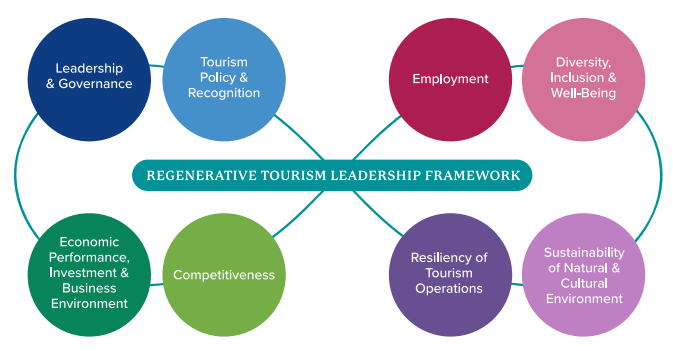 Leadership
& Governance
Tourism
Policy &
Recognition
Employment
Diversity,
Inclusion &
Well-Being
REGENERATIVE TOURISM LEADERSHIP FRAMEWORK
Economic
Performance,
Investment &
Business
Environment
Competitiveness
Resiliency of
Tourism
Operations
Sustainability
of Natural &
Cultural
Environment